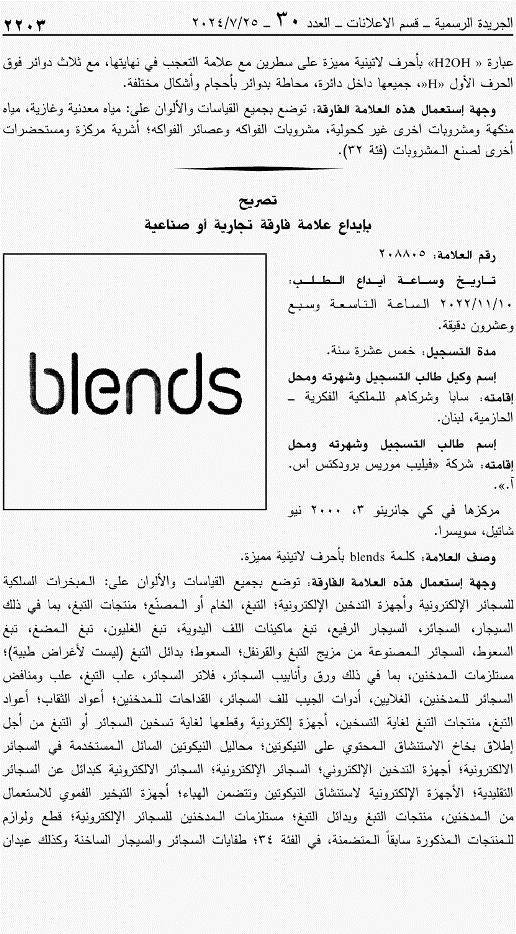 الجريدة الرسمية ــ قسم الاعلانات ــ العدد ٣٠ ــ ٢٠٢٤/٧/٢٥ ٢٢٠٣
عبارة « H2OH» بأحرف لاتينية مميزة على سطرين مع علامة التعجب في نهايتها، مع ثلاث دوائر فوق
الحرف الأول «H«، جميعها داخل دائرة، محاطة بدوائر بأحجام وأشكال مختلفة.
وجهة إستعمال هذه العلامة الفارقة: توضع بجميع القياسات والألوان على: مياه معدنية وغازية، مياه
منكهة ومشروبات اخرى غير كحولية، مشروبات الفواكه وعصائر الفواكه؛ أشربة مركزة ومستحضرات
أخرى لصنع المشروبات (فئة ٣٢).
تصريح
بإيداع علامة فارقة تجارية أو صناعية
رقم العلامة: ٢٠٨٨٠٥
تـاريـخ وسـاعـة أيـداع الـطـلـب:
٢٠٢٢/١١/١٠ الساعة التاسعة وسبع
وعشرون دقيقة.
مدة التسجيل: خمس عشرة سنة.
إسم وكيل طالب التسجيل وشهرته ومحل
إقامته: سابا وشركاهم للملكية الفكرية ــ
الحازمية، لبنان.
إسم طالب التسجيل وشهرته ومحل
إقامته: شركة «فيليب موريس برودكتس اس.
آ.».
مركزها في كي جانرينو ٣، ٢٠٠٠ نيو
شاتيل، سويسرا.
blends
وصف العلامة: كلمة blends بأحرف لاتينية مميزة.
وجهة إستعمال هذه العلامة الفارقة: توضع بجميع القياسات والألوان على: المبخرات السلكية
للسجائر الإلكترونية وأجهزة التدخين الإلكترونية؛ التبغ، الخام أو المصنّع؛ منتجات التبغ، بما في ذلك
السيجار، السجائر، السيجار الرفيع، تبغ ماكينات اللف اليدوية، تبغ الغليون، تبغ المضغ، تبغ
السعوط، السجائر المصنوعة من مزيج التبغ والقرنفل؛ السعوط؛ بدائل التبغ (ليست لأغراض طبية)؛
مستلزمات المدخنين، بما في ذلك ورق وأنابيب السجائر، فلاتر السجائر، علب التبغ، علب ومنافض
السجائر للمدخنين، الغلايين، أدوات الجيب للف السجائر، القداحات للمدخنين؛ أعواد الثقاب؛ أعواد
التبغ، منتجات التبغ لغاية التسخين، أجهزة إلكترونية وقطعها لغاية تسخين السجائر أو التبغ من أجل
إطلاق بخاخ الاستنشاق المحتوي على النيكوتين؛ محاليل النيكوتين السائل المستخدمة في السجائر
الالكترونية؛ أجهزة التدخين الإلكتروني؛ السجائر الإلكترونية؛ السجائر الالكترونية كبدائل عن السجائر
التقليدية؛ الأجهزة الإلكترونية لاستنشاق النيكوتين وتتضمن الهباء؛ أجهزة التبخير الفموي للاستعمال
من المدخنين، منتجات التبغ وبدائل التبغ؛ مستلزمات المدخنين للسجائر الإلكترونية؛ قطع ولوازم
للمنتجات المذكورة سابقاً المتضمنة، في الفئة ٣٤؛ طفايات السجائر والسيجار الساخنة وكذلك عيدان